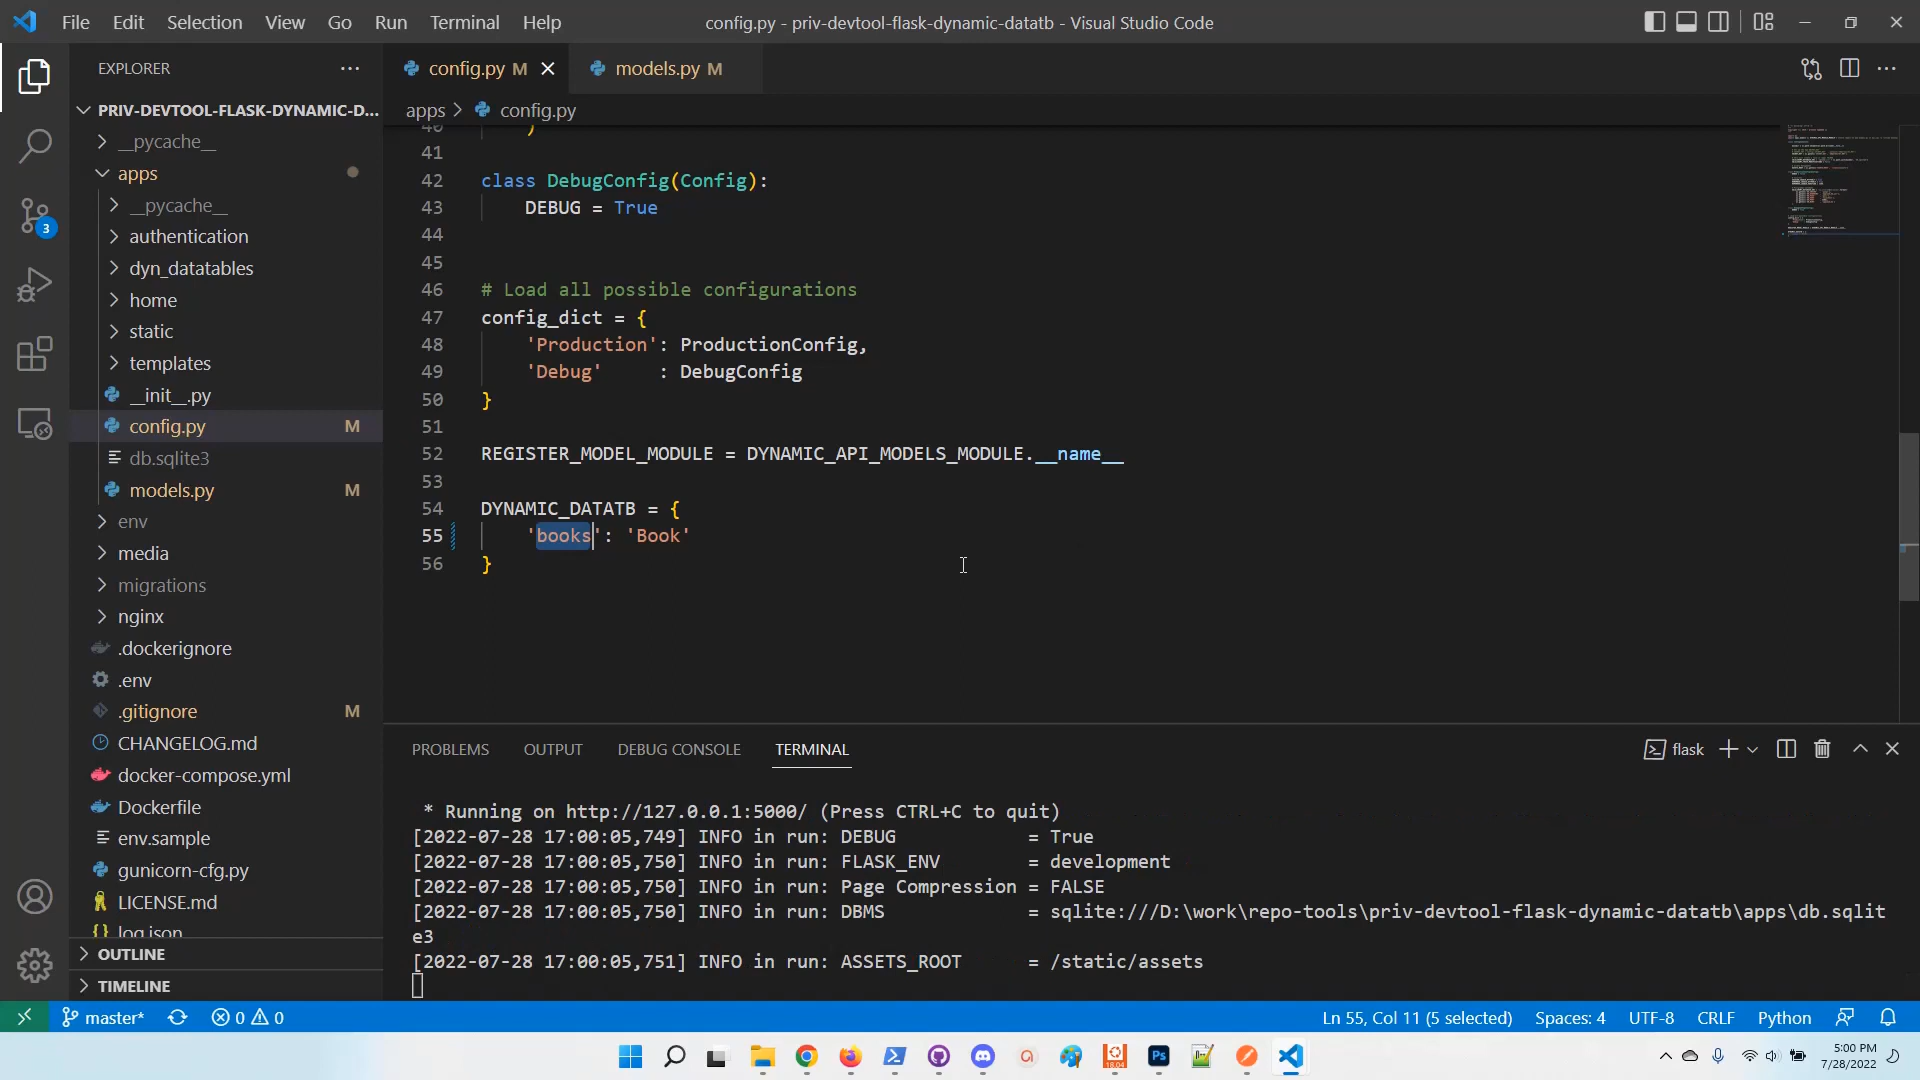 File Edit Selection View Go Run Terminal Help
config.py - priv-devtool-flask-dynamic-datatb - Visual Studio Code
EXPLORER
PRIV-DEVTOOL-FLASK-DYNAMIC-D...
__pycache__
apps
__pycache__
authentication
dyn_datatables
home
static
templates
__init__.py
config.py M
db.sqlite3
models.py M
env
media
migrations
nginx
.dockerignore
.env
.gitignore M
CHANGELOG.md
docker-compose.yml
Dockerfile
env.sample
gunicorn-cfg.py
LICENSE.md
log.json
OUTLINE
TIMELINE
3
config.py M
models.py M
apps > config.py
40 )
41
42 class DebugConfig(Config):
43 DEBUG = True
44
45
46 # Load all possible configurations
47 config_dict = {
48 'Production': ProductionConfig,
49 'Debug' : DebugConfig
50 }
51
52 REGISTER_MODEL_MODULE = DYNAMIC_API_MODELS_MODULE.__name__
53
54 DYNAMIC_DATATB = {
55 'books': 'Book'
56 }
PROBLEMS OUTPUT DEBUG CONSOLE TERMINAL
flask
* Running on http://127.0.0.1:5000/ (Press CTRL+C to quit)
[2022-07-28 17:00:05,749] INFO in run: DEBUG = True
[2022-07-28 17:00:05,750] INFO in run: FLASK_ENV = development
[2022-07-28 17:00:05,750] INFO in run: Page Compression = FALSE
[2022-07-28 17:00:05,750] INFO in run: DBMS = sqlite:///D:\work\repo-tools\priv-devtool-flask-dynamic-datatb\apps\db.sqlit
e3
[2022-07-28 17:00:05,751] INFO in run: ASSETS_ROOT = /static/assets
master* 0 0
Ln 55, Col 11 (5 selected) Spaces: 4 UTF-8 CRLF Python
18.04
Ps
5:00 PM
7/28/2022